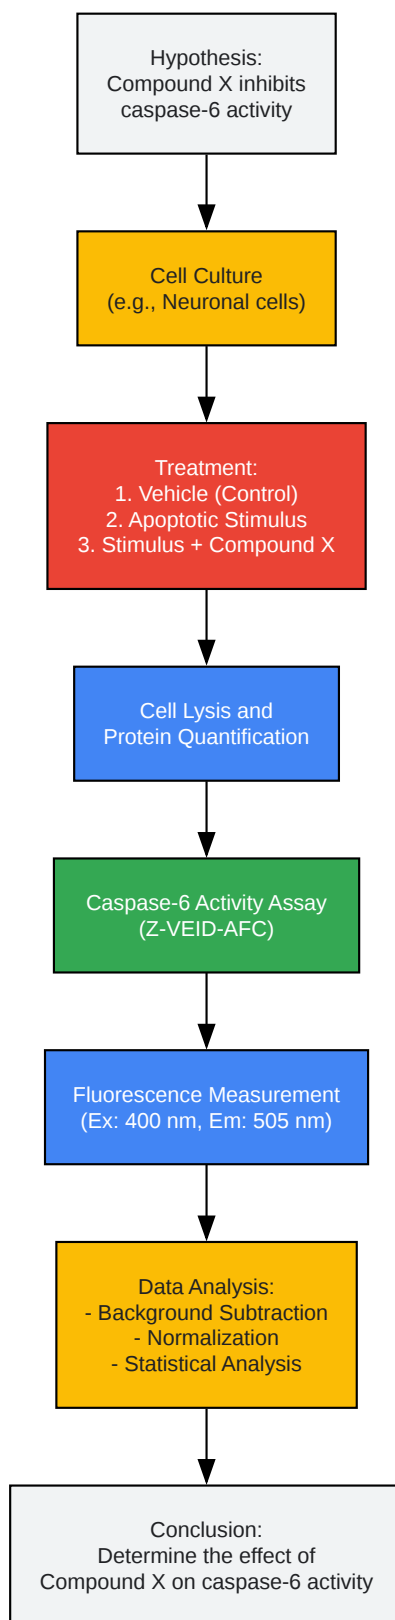 Hypothesis:
Compound X inhibits
caspase-6 activity
Cell Culture
(e.g., Neuronal cells)
Treatment:
1. Vehicle (Control)
2. Apoptotic Stimulus
3. Stimulus + Compound X
Cell Lysis and
Protein Quantification
Caspase-6 Activity Assay
(Z-VEID-AFC)
Fluorescence Measurement
(Ex: 400 nm, Em: 505 nm)
Data Analysis:
- Background Subtraction
- Normalization
- Statistical Analysis
Conclusion:
Determine the effect of
Compound X on caspase-6 activity